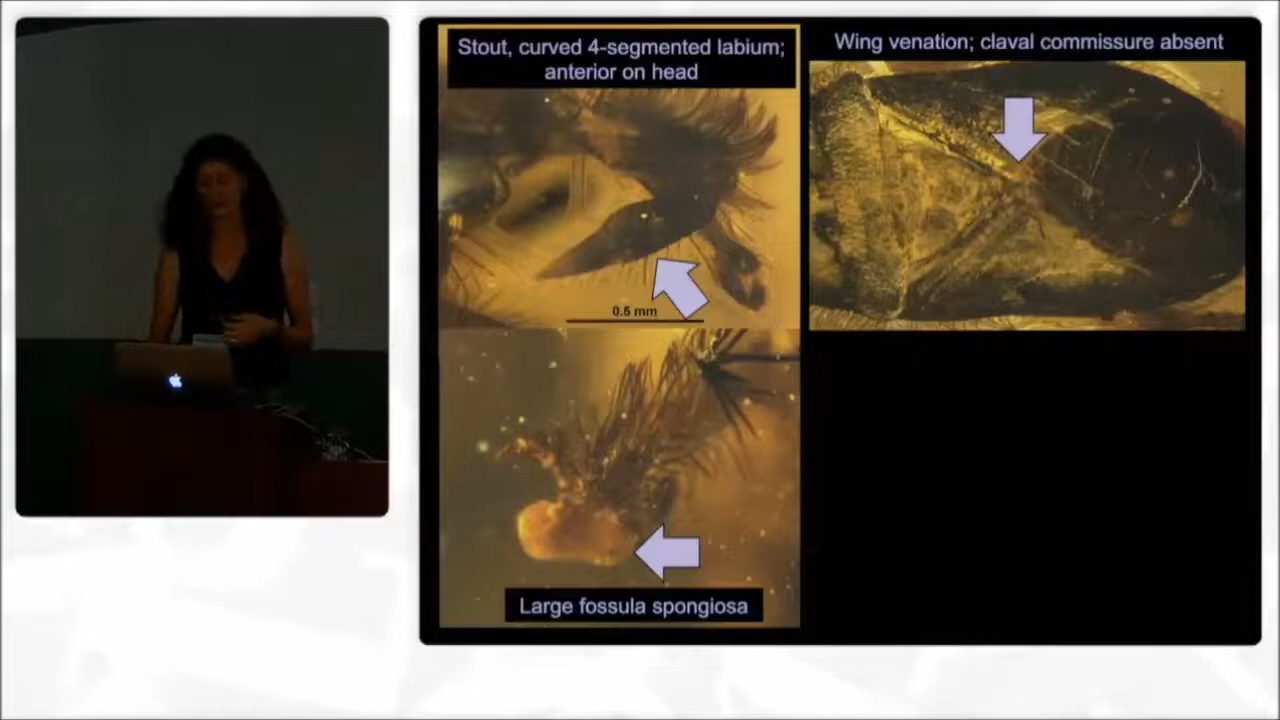 Stout, curved 4-segmented labium;
anterior on head
0.5 mm
Large fossula spongiosa
Wing venation; claval commissure absent